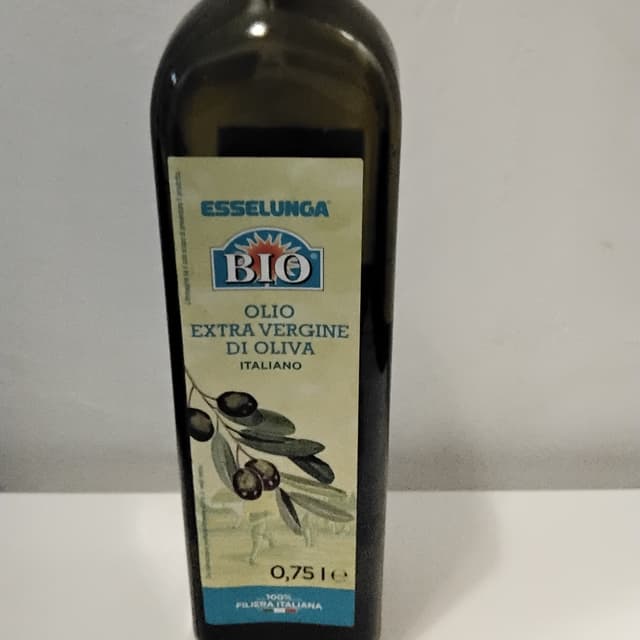 ESSELUNGA®
BIO®
OLIO
EXTRA VERGINE
DI OLIVA
ITALIANO
0,75 l e
100%
FILIERA ITALIANA